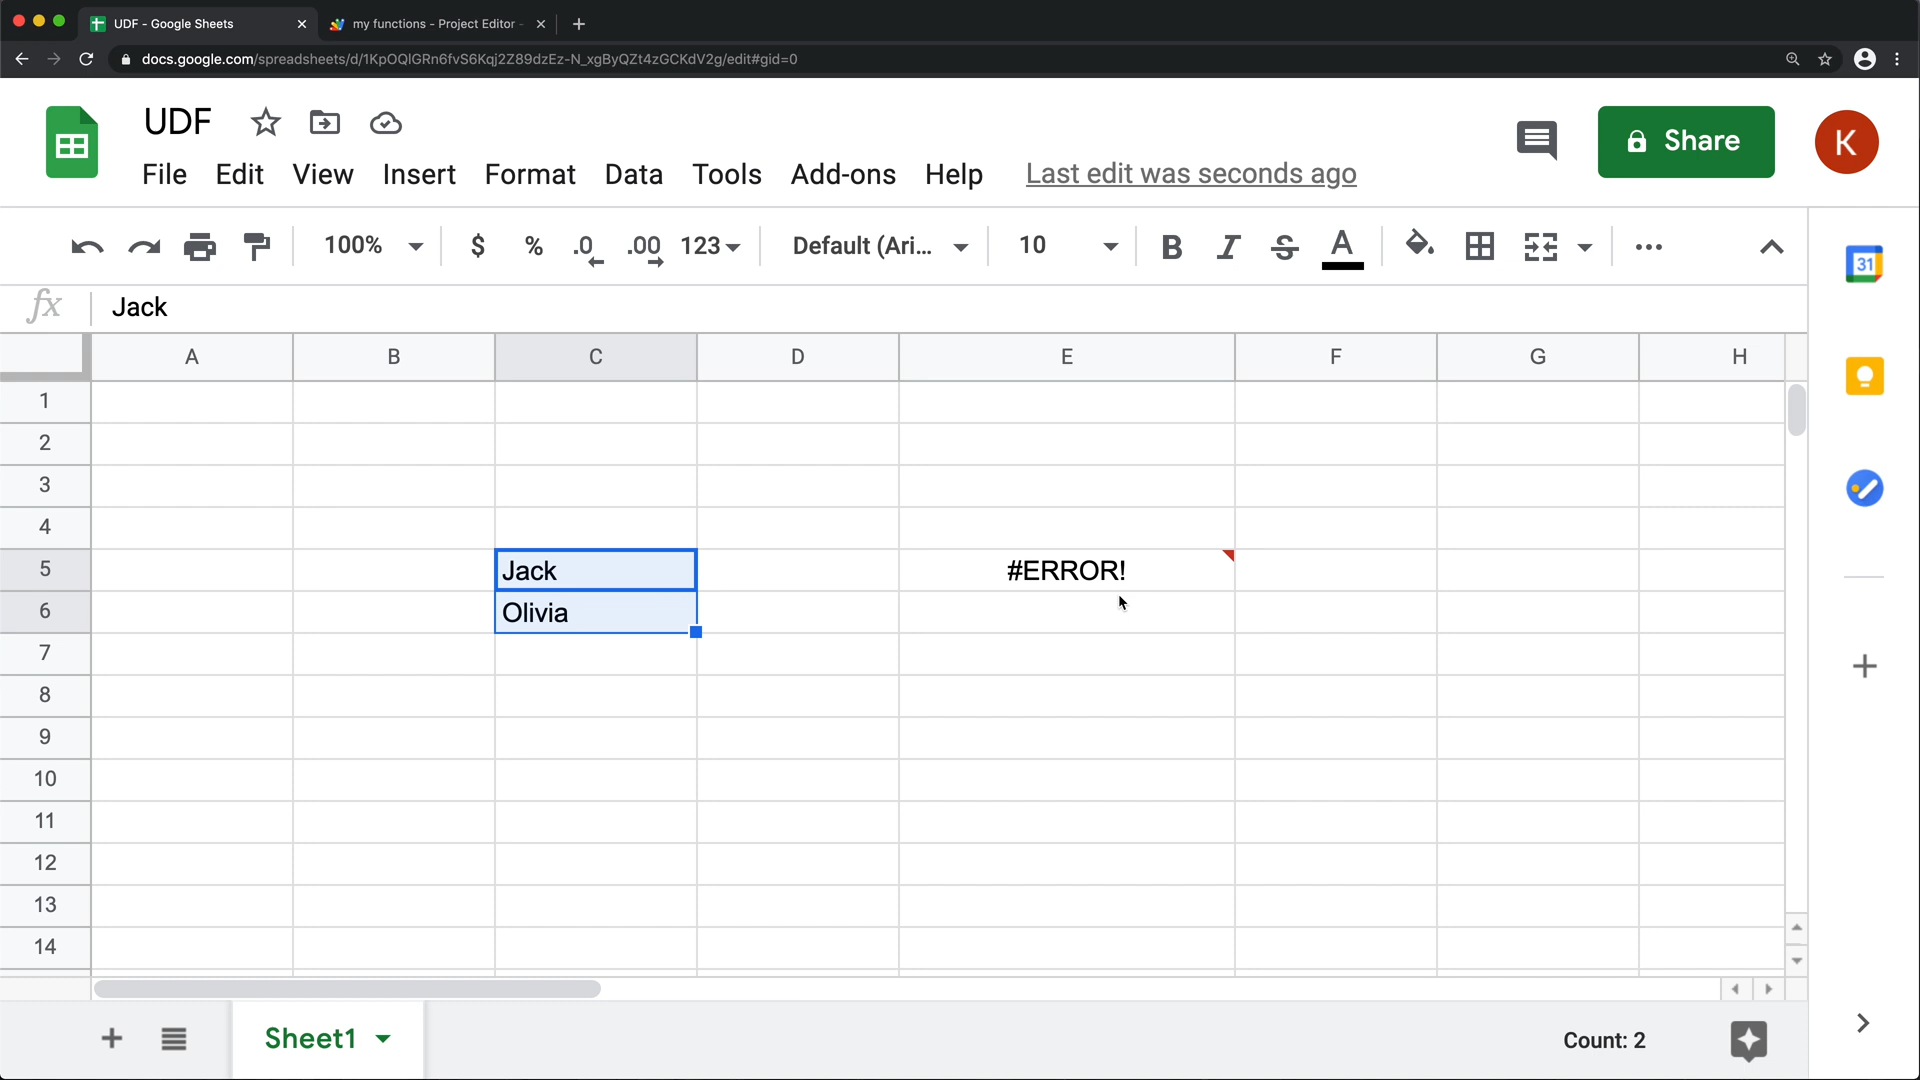 UDF - Google Sheets
my functions - Project Editor -
docs.google.com/spreadsheets/d/1KpOQlGRn6fvS6Kqj2Z89dzEz-N_xgByQZt4zGCKdV2g/edit#gid=0
UDF
Share
K
File Edit View Insert Format Data Tools Add-ons Help Last edit was seconds ago
100% $ % .0 .00 123 Default (Ari... 10 B I S A
31
fx Jack
A B C D E F G H
1
2
3
4
5 Jack #ERROR!
6 Olivia
7
8
9
10
11
12
13
14
Sheet1 Count: 2